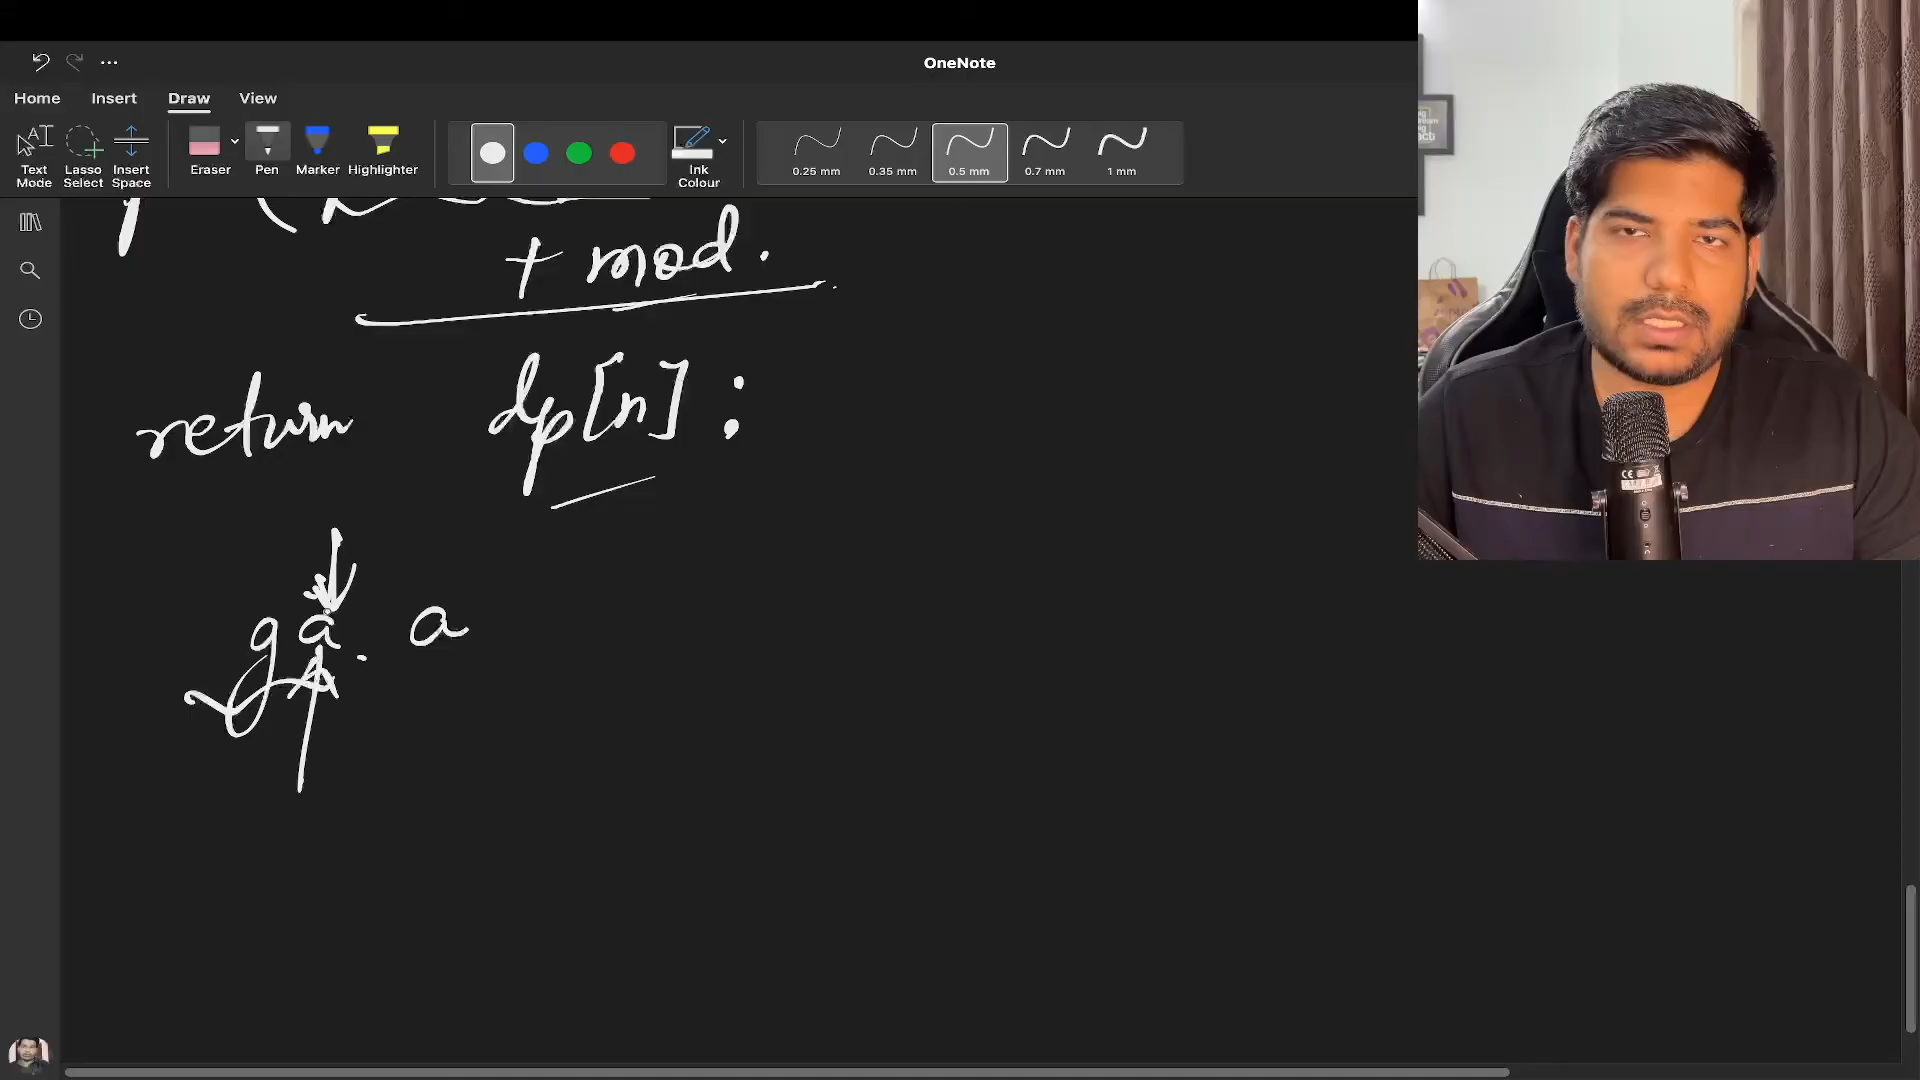 OneNote
Home Insert Draw View
Text Mode
Lasso Select
Insert Space
Eraser
Pen
Marker
Highlighter
Ink Colour
0.25 mm
0.35 mm
0.5 mm
0.7 mm
1 mm
+ mod.
return dp[n] :
g a . a